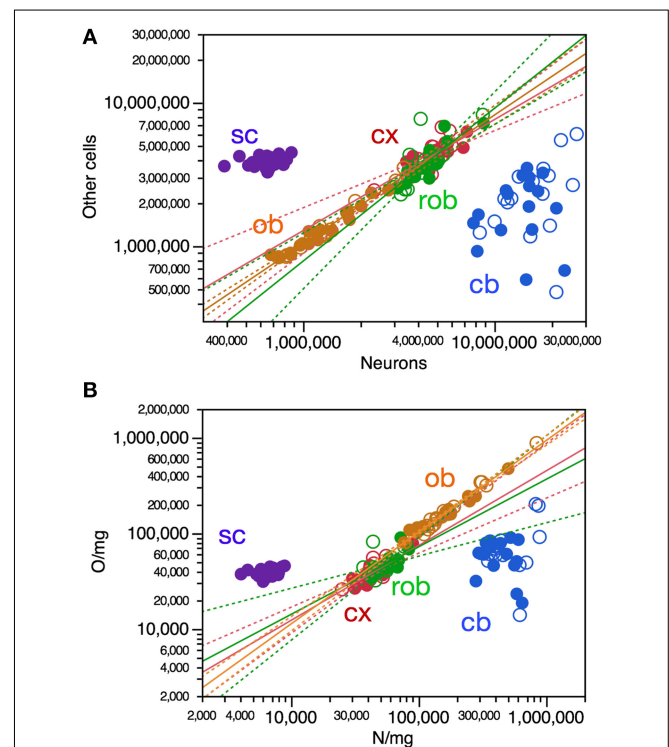 A
30,000,000
20,000,000
10,000,000
7,000,000
5,000,000
3,000,000
2,000,000
1,000,000
700,000
500,000
Other cells
sc
cx
ob
rob
cb
400,000 1,000,000 3,000,000 10,000,000 30,000,000
Neurons
B
2,000,000
1,000,000
600,000
400,000
200,000
100,000
60,000
40,000
20,000
10,000
6,000
4,000
2,000
O/mg
ob
sc
rob
cx
cb
2,000 4,000 10,000 30,000 100,000 300,000 1,000,000
N/mg